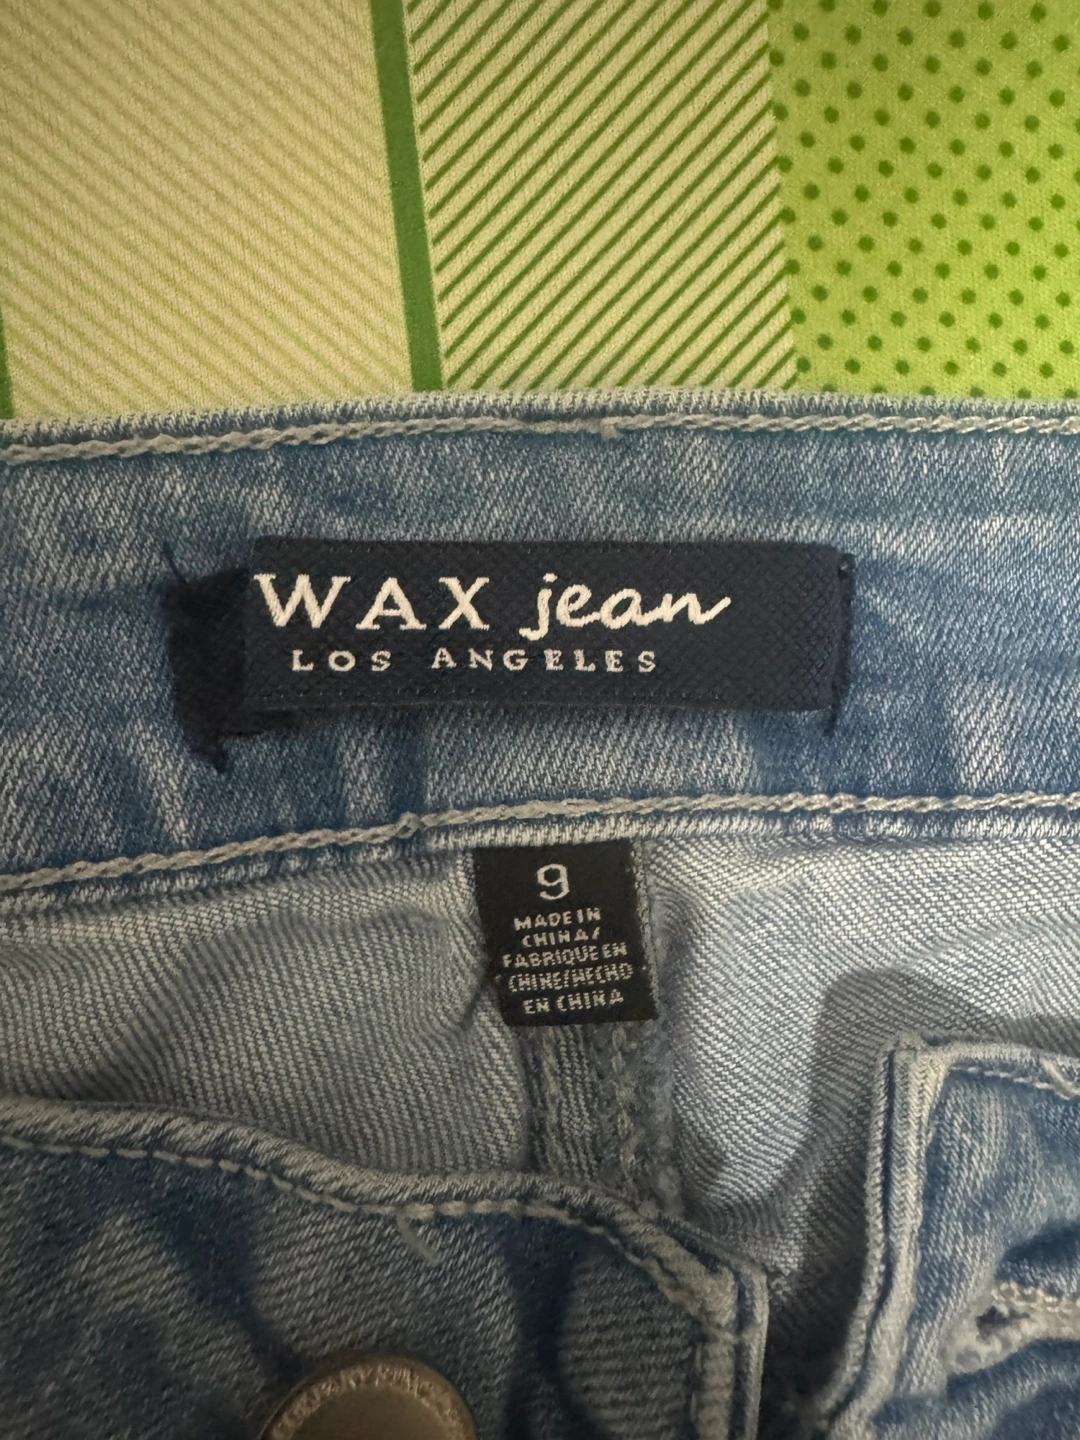 WAX jean
LOS ANGELES
9
MADE IN
CHINA/
FABRIQUE EN
CHINE/HECHO
EN CHINA